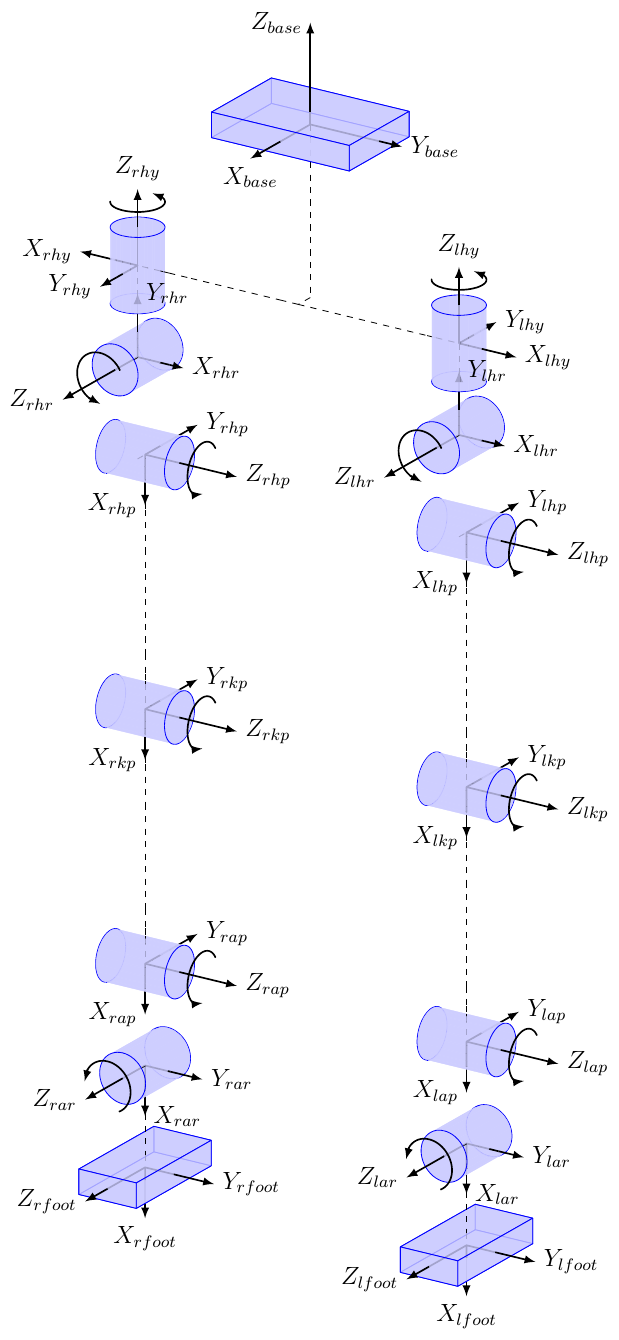 Z_base
Y_base
X_base
Z_rhy
X_rhy
Y_rhy
Y_rhr
Z_lhy
Y_lhy
X_lhy
X_rhr
Y_lhr
Z_rhr
Y_rhp
X_lhr
Z_rhp
Z_lhr
X_rhp
Y_lhp
Z_lhp
X_lhp
Y_rkp
Z_rkp
X_rkp
Y_lkp
Z_lkp
X_lkp
Y_rap
Z_rap
X_rap
Y_lap
Z_lap
Y_rar
X_lap
Z_rar
X_rar
Y_lar
Z_lar
Y_rfoot
X_lar
Z_rfoot
X_rfoot
Y_lfoot
Z_lfoot
X_lfoot